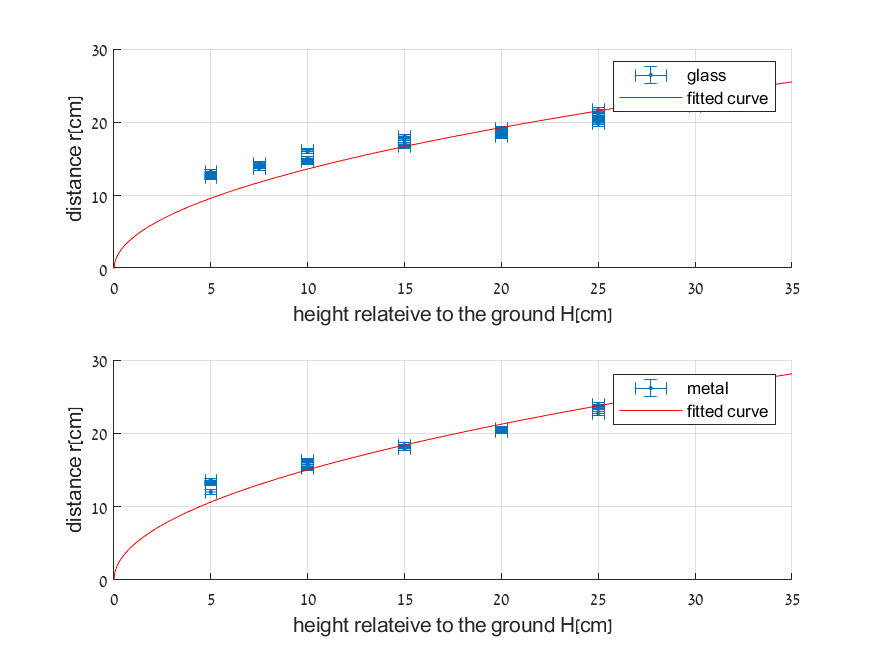 30
20
10
0
distance r[cm]
glass
fitted curve
0 5 10 15 20 25 30 35
height relateive to the ground H[cm]
30
20
10
0
distance r[cm]
metal
fitted curve
0 5 10 15 20 25 30 35
height relateive to the ground H[cm]